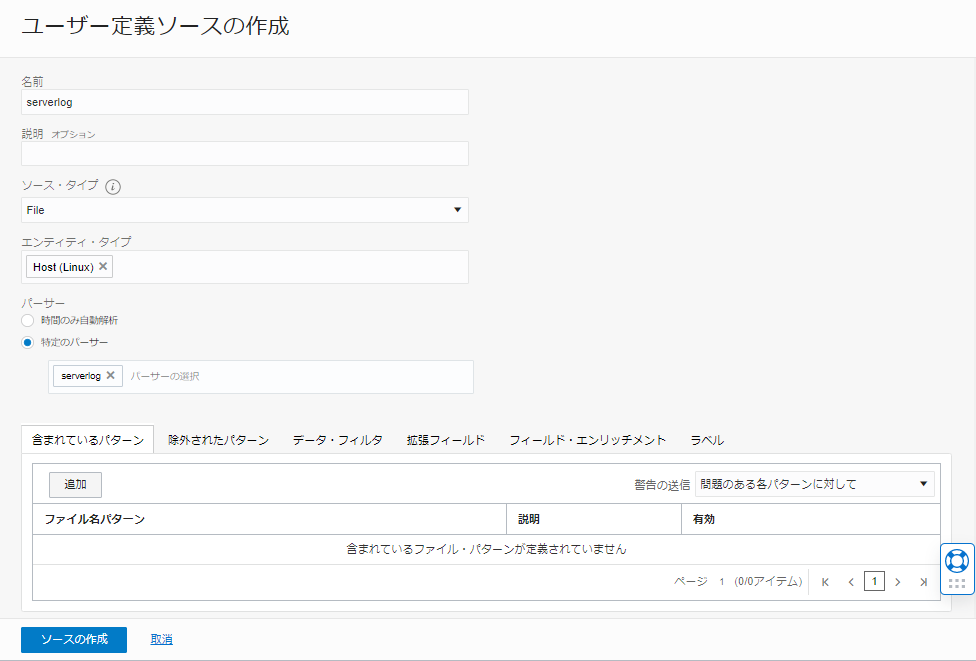 ユーザー定義ソースの作成
名前
serverlog
説明 オプション
ソース・タイプ
File
エンティティ・タイプ
Host (Linux)
パーサー
時間のみ自動解析
特定のパーサー
serverlog パーサーの選択
含まれているパターン 除外されたパターン データ・フィルタ 拡張フィールド フィールド・エンリッチメント ラベル
追加 警告の送信 問題のある各パターンに対して
ファイル名パターン 説明 有効
含まれているファイル・パターンが定義されていません
ページ 1 (0/0アイテム) 1
ソースの作成 取消